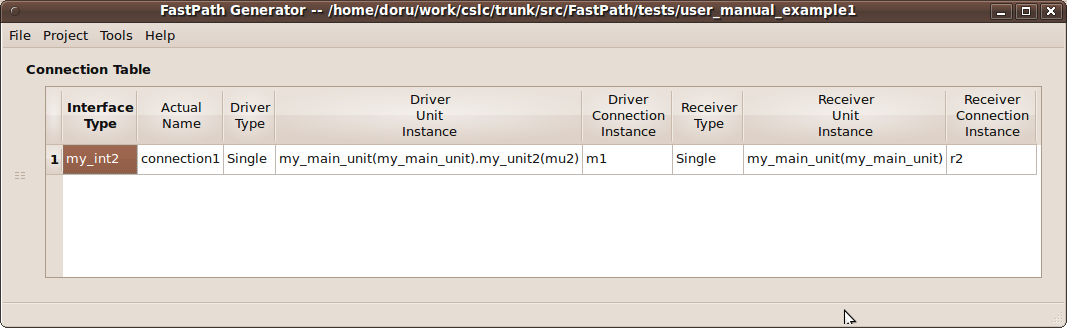 FastPath Generator -- /home/doru/work/cslc/trunk/src/FastPath/tests/user_manual_example1
File Project Tools Help
Connection Table
Interface Type Actual Name Driver Type Driver Unit Instance Driver Connection Instance Receiver Type Receiver Unit Instance Receiver Connection Instance
1 my_int2 connection1 Single my_main_unit(my_main_unit).my_unit2(mu2) m1 Single my_main_unit(my_main_unit) r2